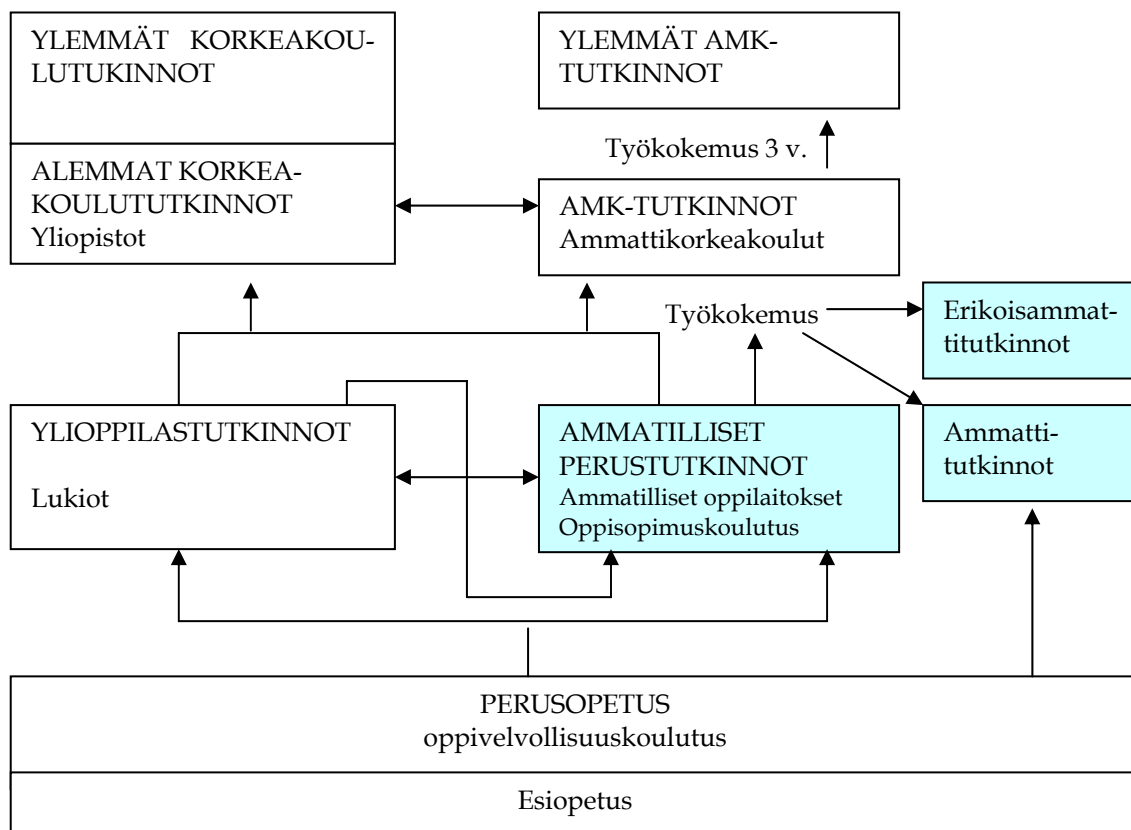 YLEMMÄT KORKEAKOU-
LUTUKINNOT
YLEMMÄT AMK-
TUTKINNOT
Työkokemus 3 v.
ALEMMAT KORKEA-
KOULUTUTKINNOT
Yliopistot
AMK-TUTKINNOT
Ammattikorkeakoulut
Työkokemus
Erikoisammat-
titutkinnot
YLIOPPILASTUTKINNOT
Lukiot
AMMATILLISET
PERUSTUTKINNOT
Ammatilliset oppilaitokset
Oppisopimuskoulutus
Ammatti-
tutkinnot
PERUSOPETUS
oppivelvollisuuskoulutus
Esiopetus